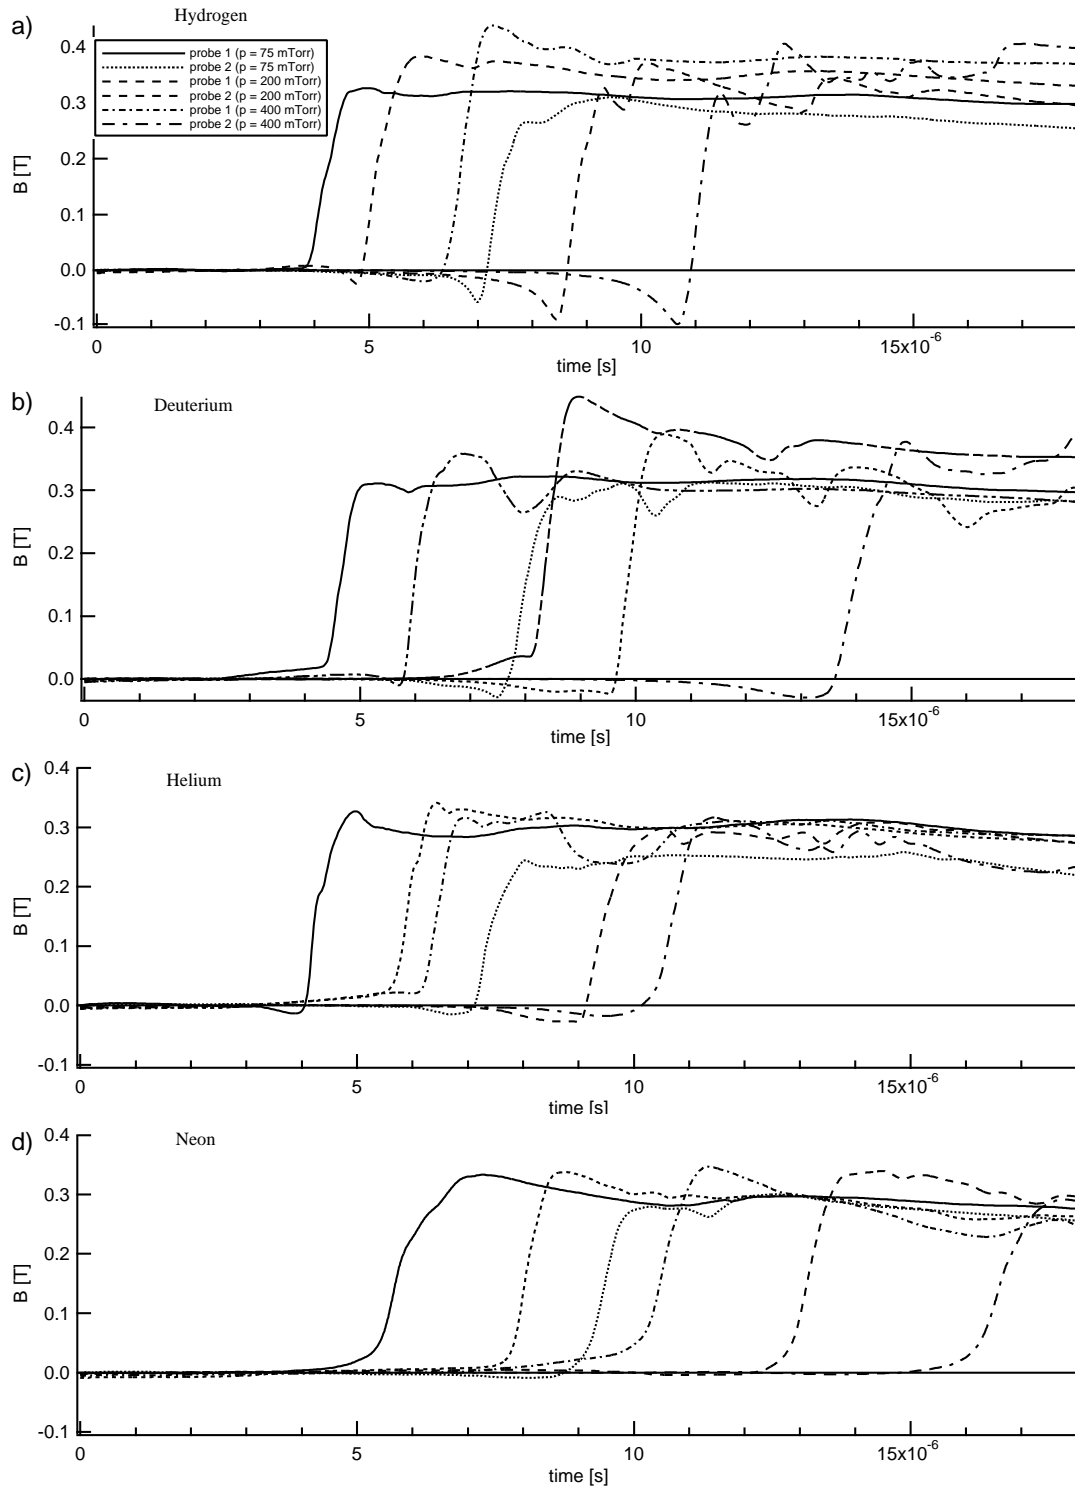 a)
Hydrogen
probe 1 (p = 75 mTorr)
probe 2 (p = 75 mTorr)
probe 1 (p = 200 mTorr)
probe 2 (p = 200 mTorr)
probe 1 (p = 400 mTorr)
probe 2 (p = 400 mTorr)
B [T]
0.4
0.3
0.2
0.1
0.0
-0.1
0 5 10 15x10-6
time [s]
b)
Deuterium
B [T]
0.4
0.3
0.2
0.1
0.0
0 5 10 15x10-6
time [s]
c)
Helium
B [T]
0.4
0.3
0.2
0.1
0.0
-0.1
0 5 10 15x10-6
time [s]
d)
Neon
B [T]
0.4
0.3
0.2
0.1
0.0
-0.1
0 5 10 15x10-6
time [s]